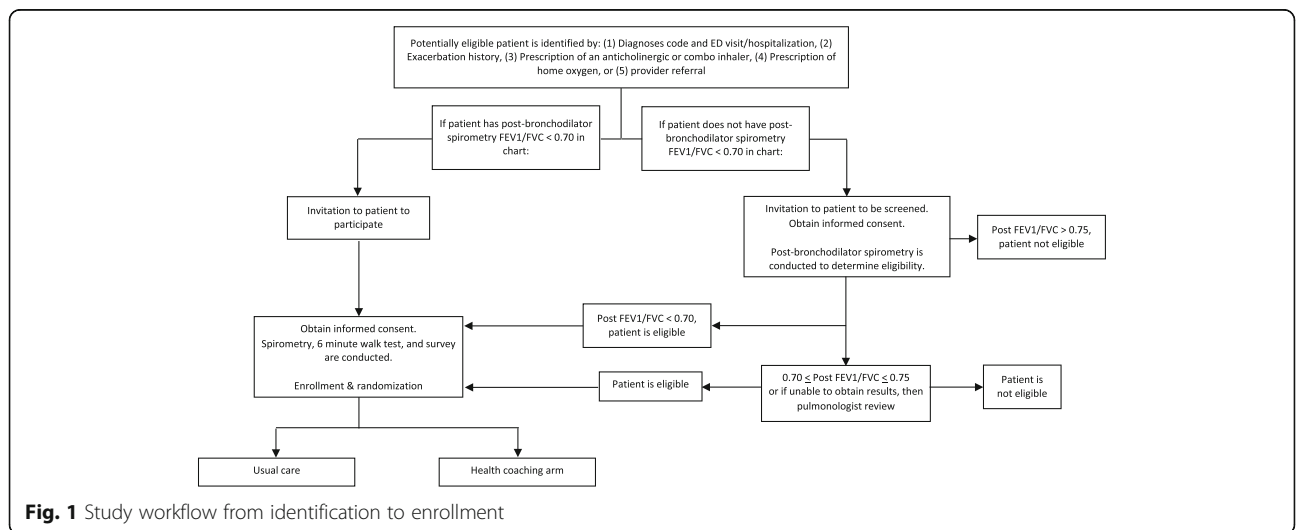 Potentially eligible patient is identified by: (1) Diagnoses code and ED visit/hospitalization, (2)
Exacerbation history, (3) Prescription of an anticholinergic or combo inhaler, (4) Prescription of
home oxygen, or (5) provider referral
If patient has post-bronchodilator
spirometry FEV1/FVC < 0.70 in
chart:
If patient does not have post-
bronchodilator spirometry
FEV1/FVC < 0.70 in chart:
Invitation to patient to
participate
Invitation to patient to be screened.
Obtain informed consent.
Post-bronchodilator spirometry is
conducted to determine eligibility.
Post FEV1/FVC > 0.75,
patient not eligible
Obtain informed consent.
Spirometry, 6 minute walk test, and survey
are conducted.
Enrollment & randomization
Post FEV1/FVC < 0.70,
patient is eligible
Patient is eligible
0.70 ≤ Post FEV1/FVC ≤ 0.75
or if unable to obtain results, then
pulmonologist review
Patient is
not eligible
Usual care
Health coaching arm
Fig. 1 Study workflow from identification to enrollment